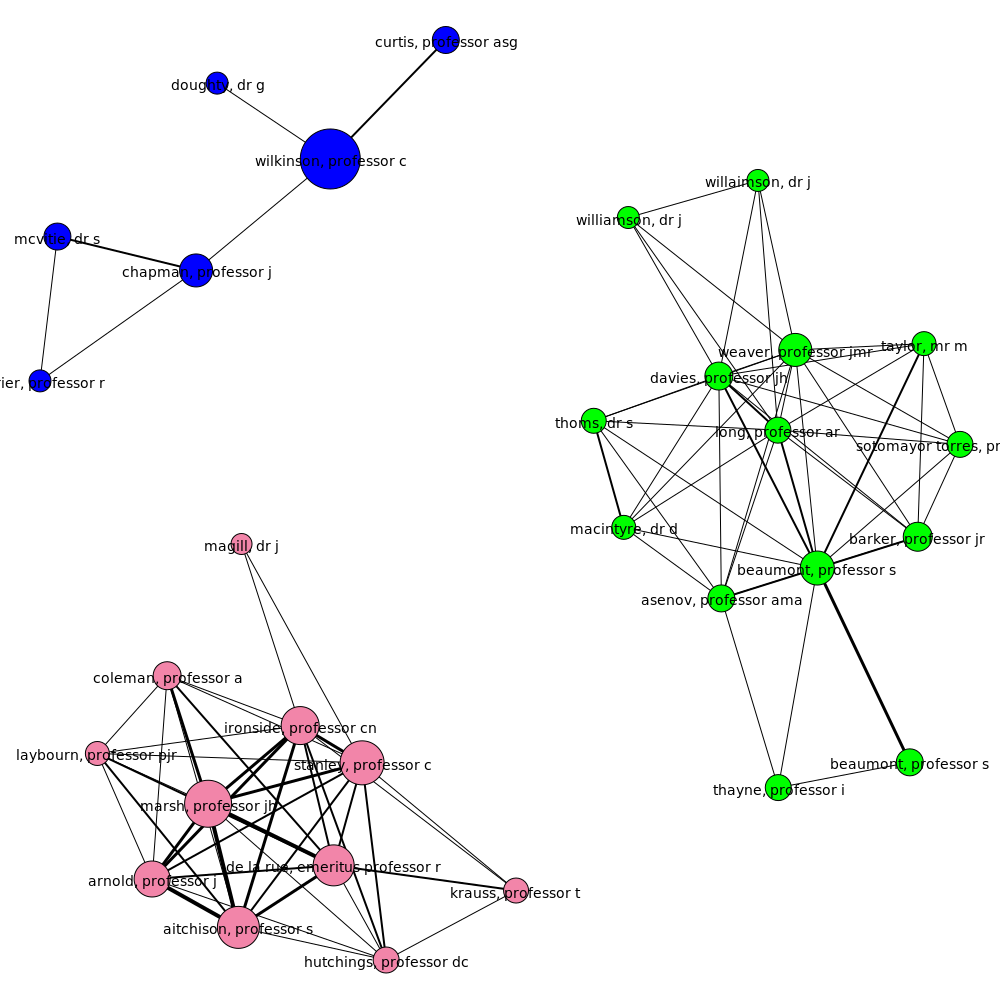 curtis, professor asg
doughty, dr g
wilkinson, professor c
willaimson, dr j
williamson, dr j
mcvitie, dr s
chapman, professor j
rier, professor r
weaver, professor jmr
taylor, mr m
davies, professor jh
thoms, dr s
long, professor ar
sotomayor torres, pr
macintyre, dr d
barker, professor jr
magill, dr j
beaumont, professor s
asenov, professor ama
coleman, professor a
ironside, professor cn
laybourn, professor pjr
stanley, professor c
beaumont, professor s
thayne, professor i
marsh, professor jh
de la rue, emeritus professor r
arnold, professor j
krauss, professor t
aitchison, professor s
hutchings, professor dc